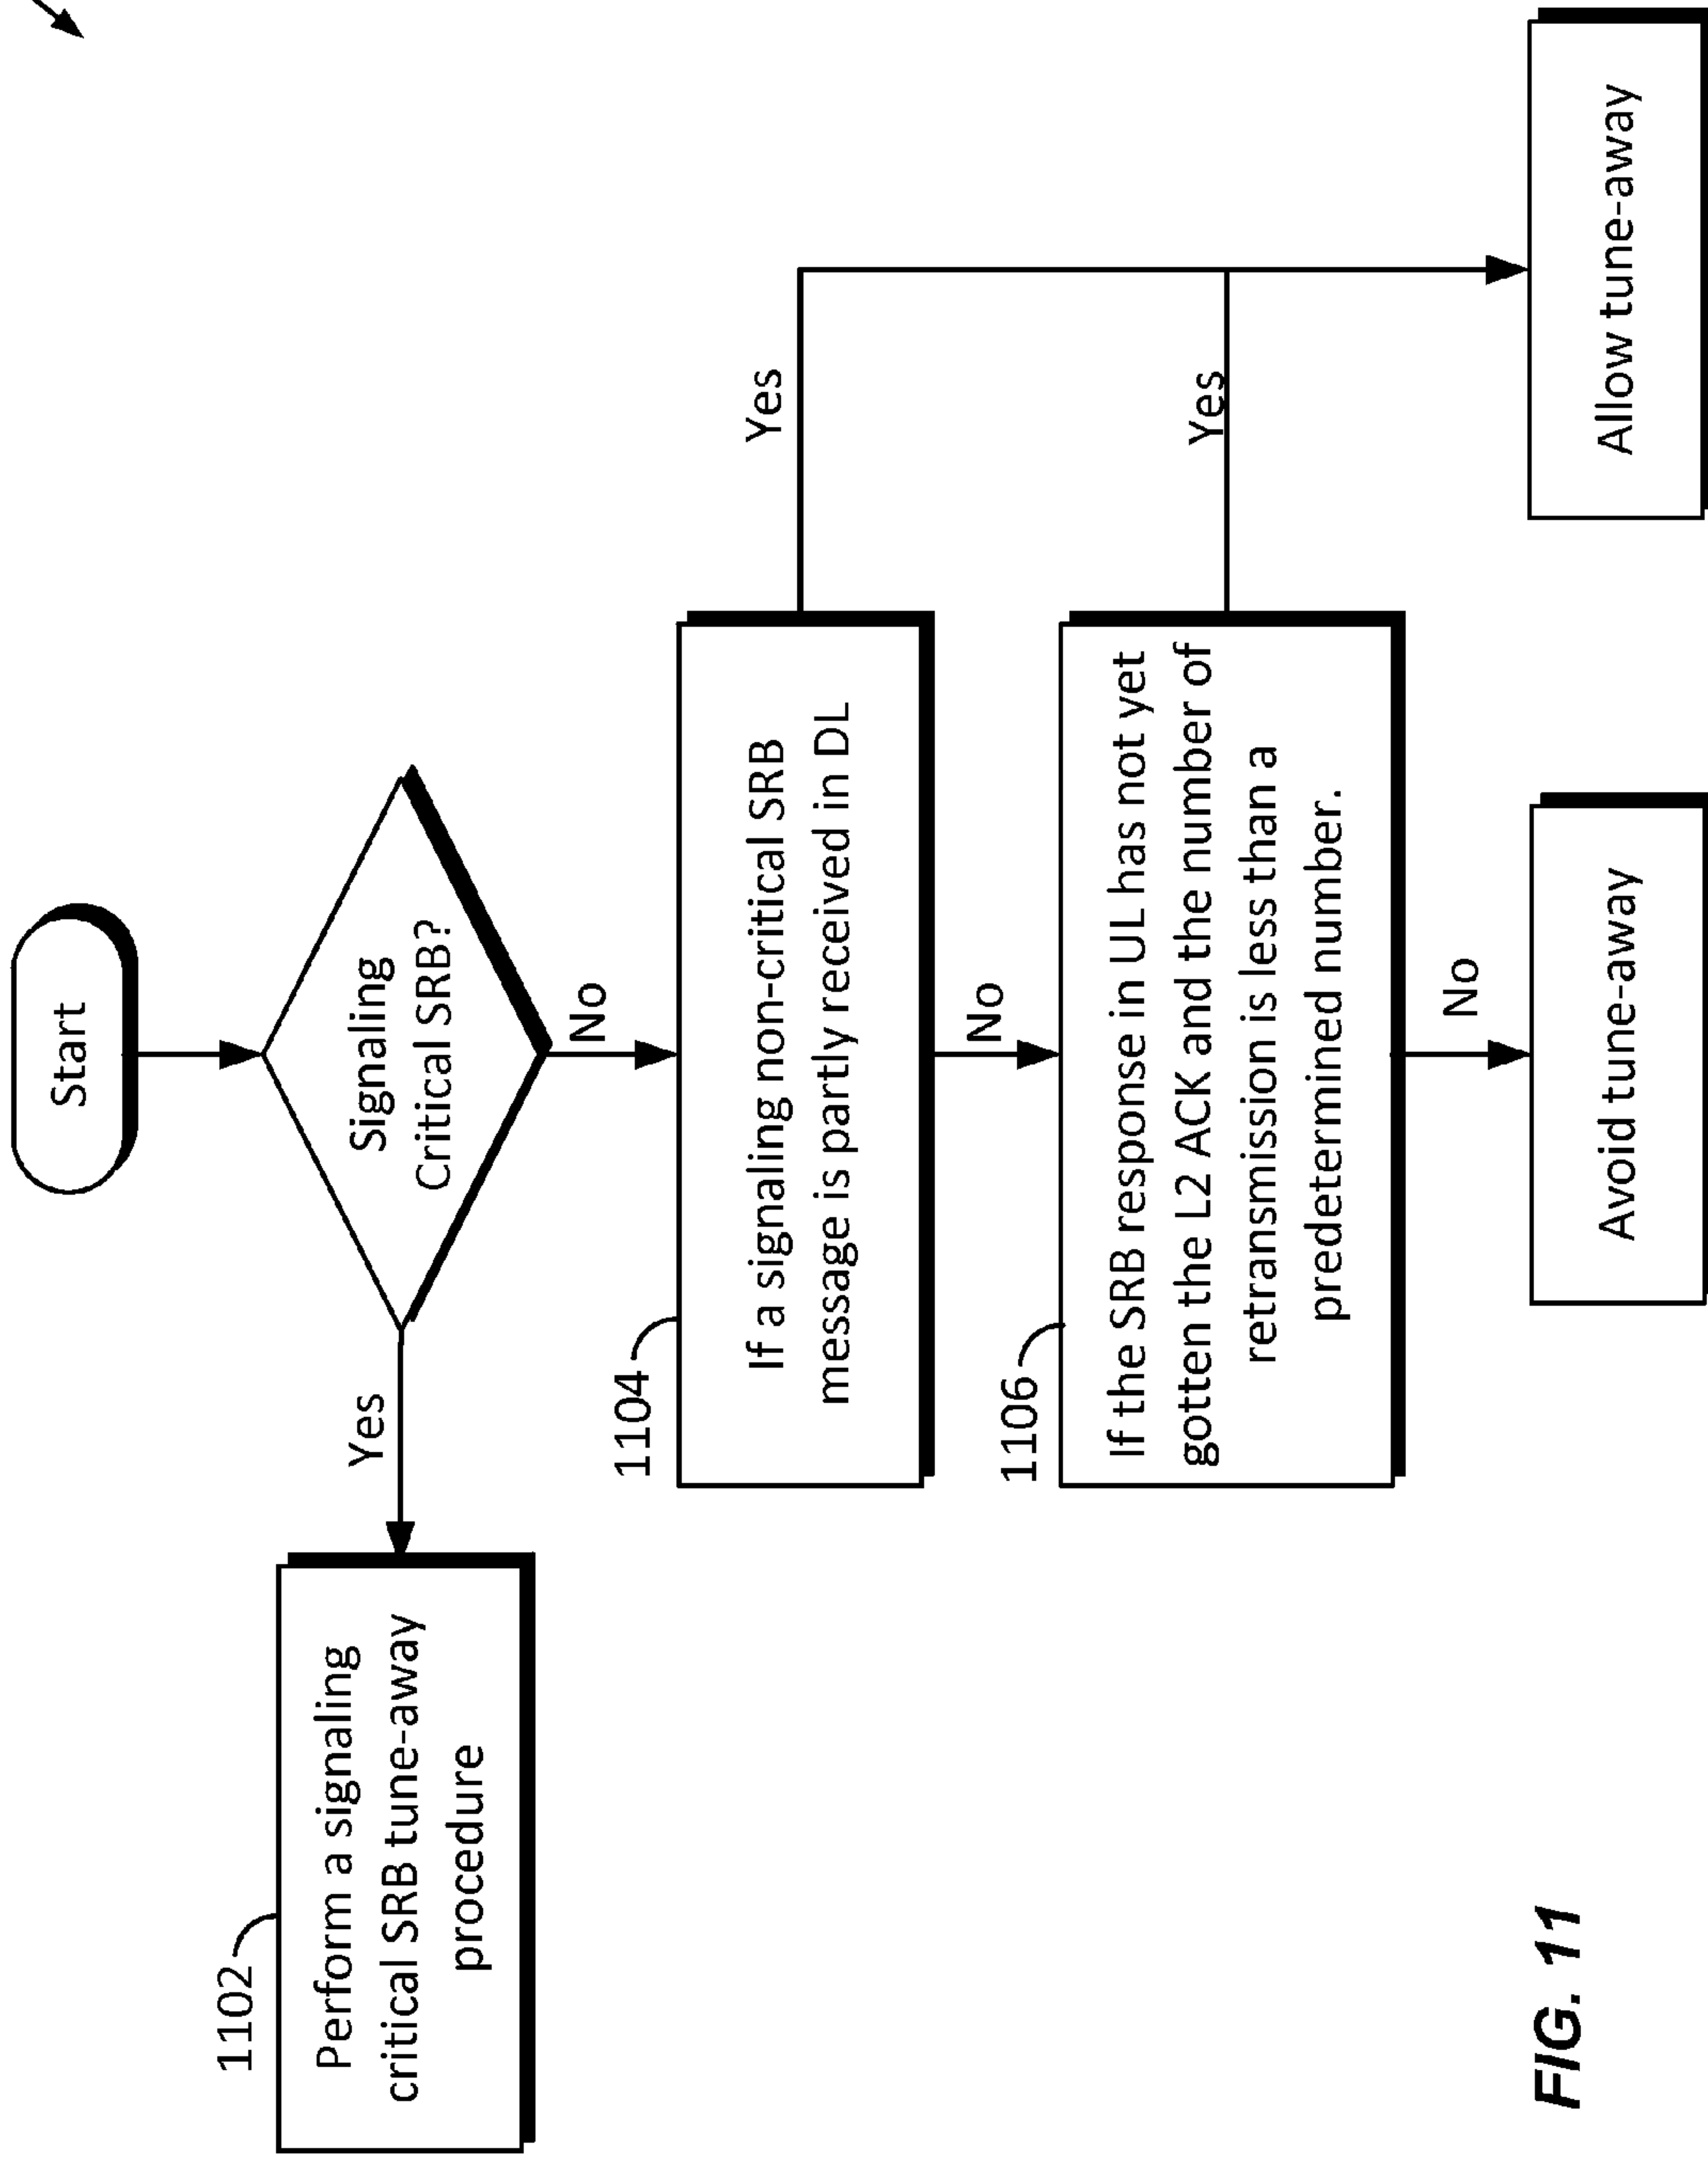 Start
Signaling
Critical SRB?
Yes
No
1102
Perform a signaling
critical SRB tune-away
procedure
1104
If a signaling non-critical SRB
message is partly received in DL
Yes
No
1106
If the SRB response in UL has not yet
gotten the L2 ACK and the number of
retransmission is less than a
predetermined number.
Yes
No
Avoid tune-away
Allow tune-away
FIG. 11